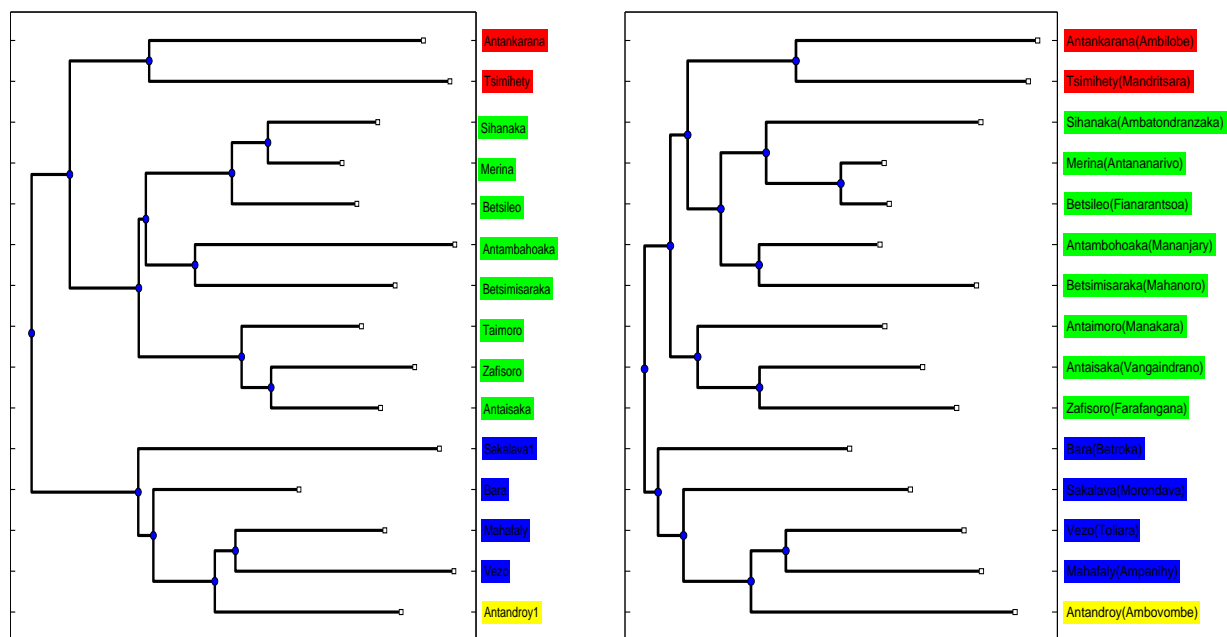 Antankarana
Tsimihety
Sihanaka
Merina
Betsileo
Antambahoaka
Betsimisaraka
Taimoro
Zafisoro
Antaisaka
Sakalava1
Bara
Mahafaly
Vezo
Antandroy1
Antankarana(Ambilobe)
Tsimihety(Mandritsara)
Sihanaka(Ambatondranzaka)
Merina(Antananarivo)
Betsileo(Fianarantsoa)
Antambohoaka(Mananjary)
Betsimisaraka(Mahanoro)
Antaimoro(Manakara)
Antaisaka(Vangaindrano)
Zafisoro(Farafangana)
Bara(Betroka)
Sakalava(Morondava)
Vezo(Toliara)
Mahafaly(Ampanihy)
Antandroy(Ambovombe)